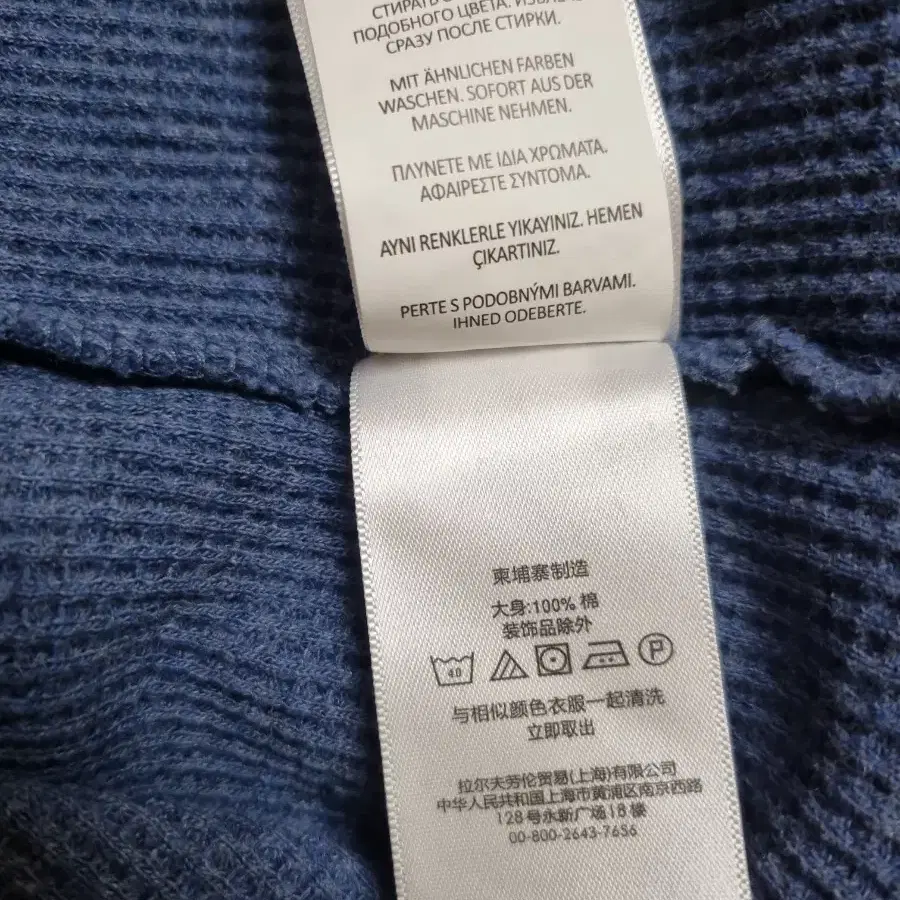 СТИРАТЬ С
ПОДОБНОГО ЦВЕТА.
СРАЗУ ПОСЛЕ СТИРКИ.
MIT ÄHNLICHEN FARBEN
WASCHEN. SOFORT AUS DER
MASCHINE NEHMEN.
ΠΛΥΝΕΤΕ ΜΕ ΙΔΙΑ ΧΡΩΜΑΤΑ.
ΑΦΑΙΡΕΣΤΕ ΣΥΝΤΟΜΑ.
AYNI RENKLERLE YIKAYINIZ. HEMEN
ÇIKARTINIZ.
PERTE S PODOBNÝMI BARVAMI.
IHNED ODEBERTE.
柬埔寨制造
大身:100% 棉
装饰品除外
40 P
与相似颜色衣服一起清洗
立即取出
拉尔夫劳伦贸易(上海)有限公司
中华人民共和国上海市黄浦区南京西路
128号永新广场18楼
00-800-2643-7656